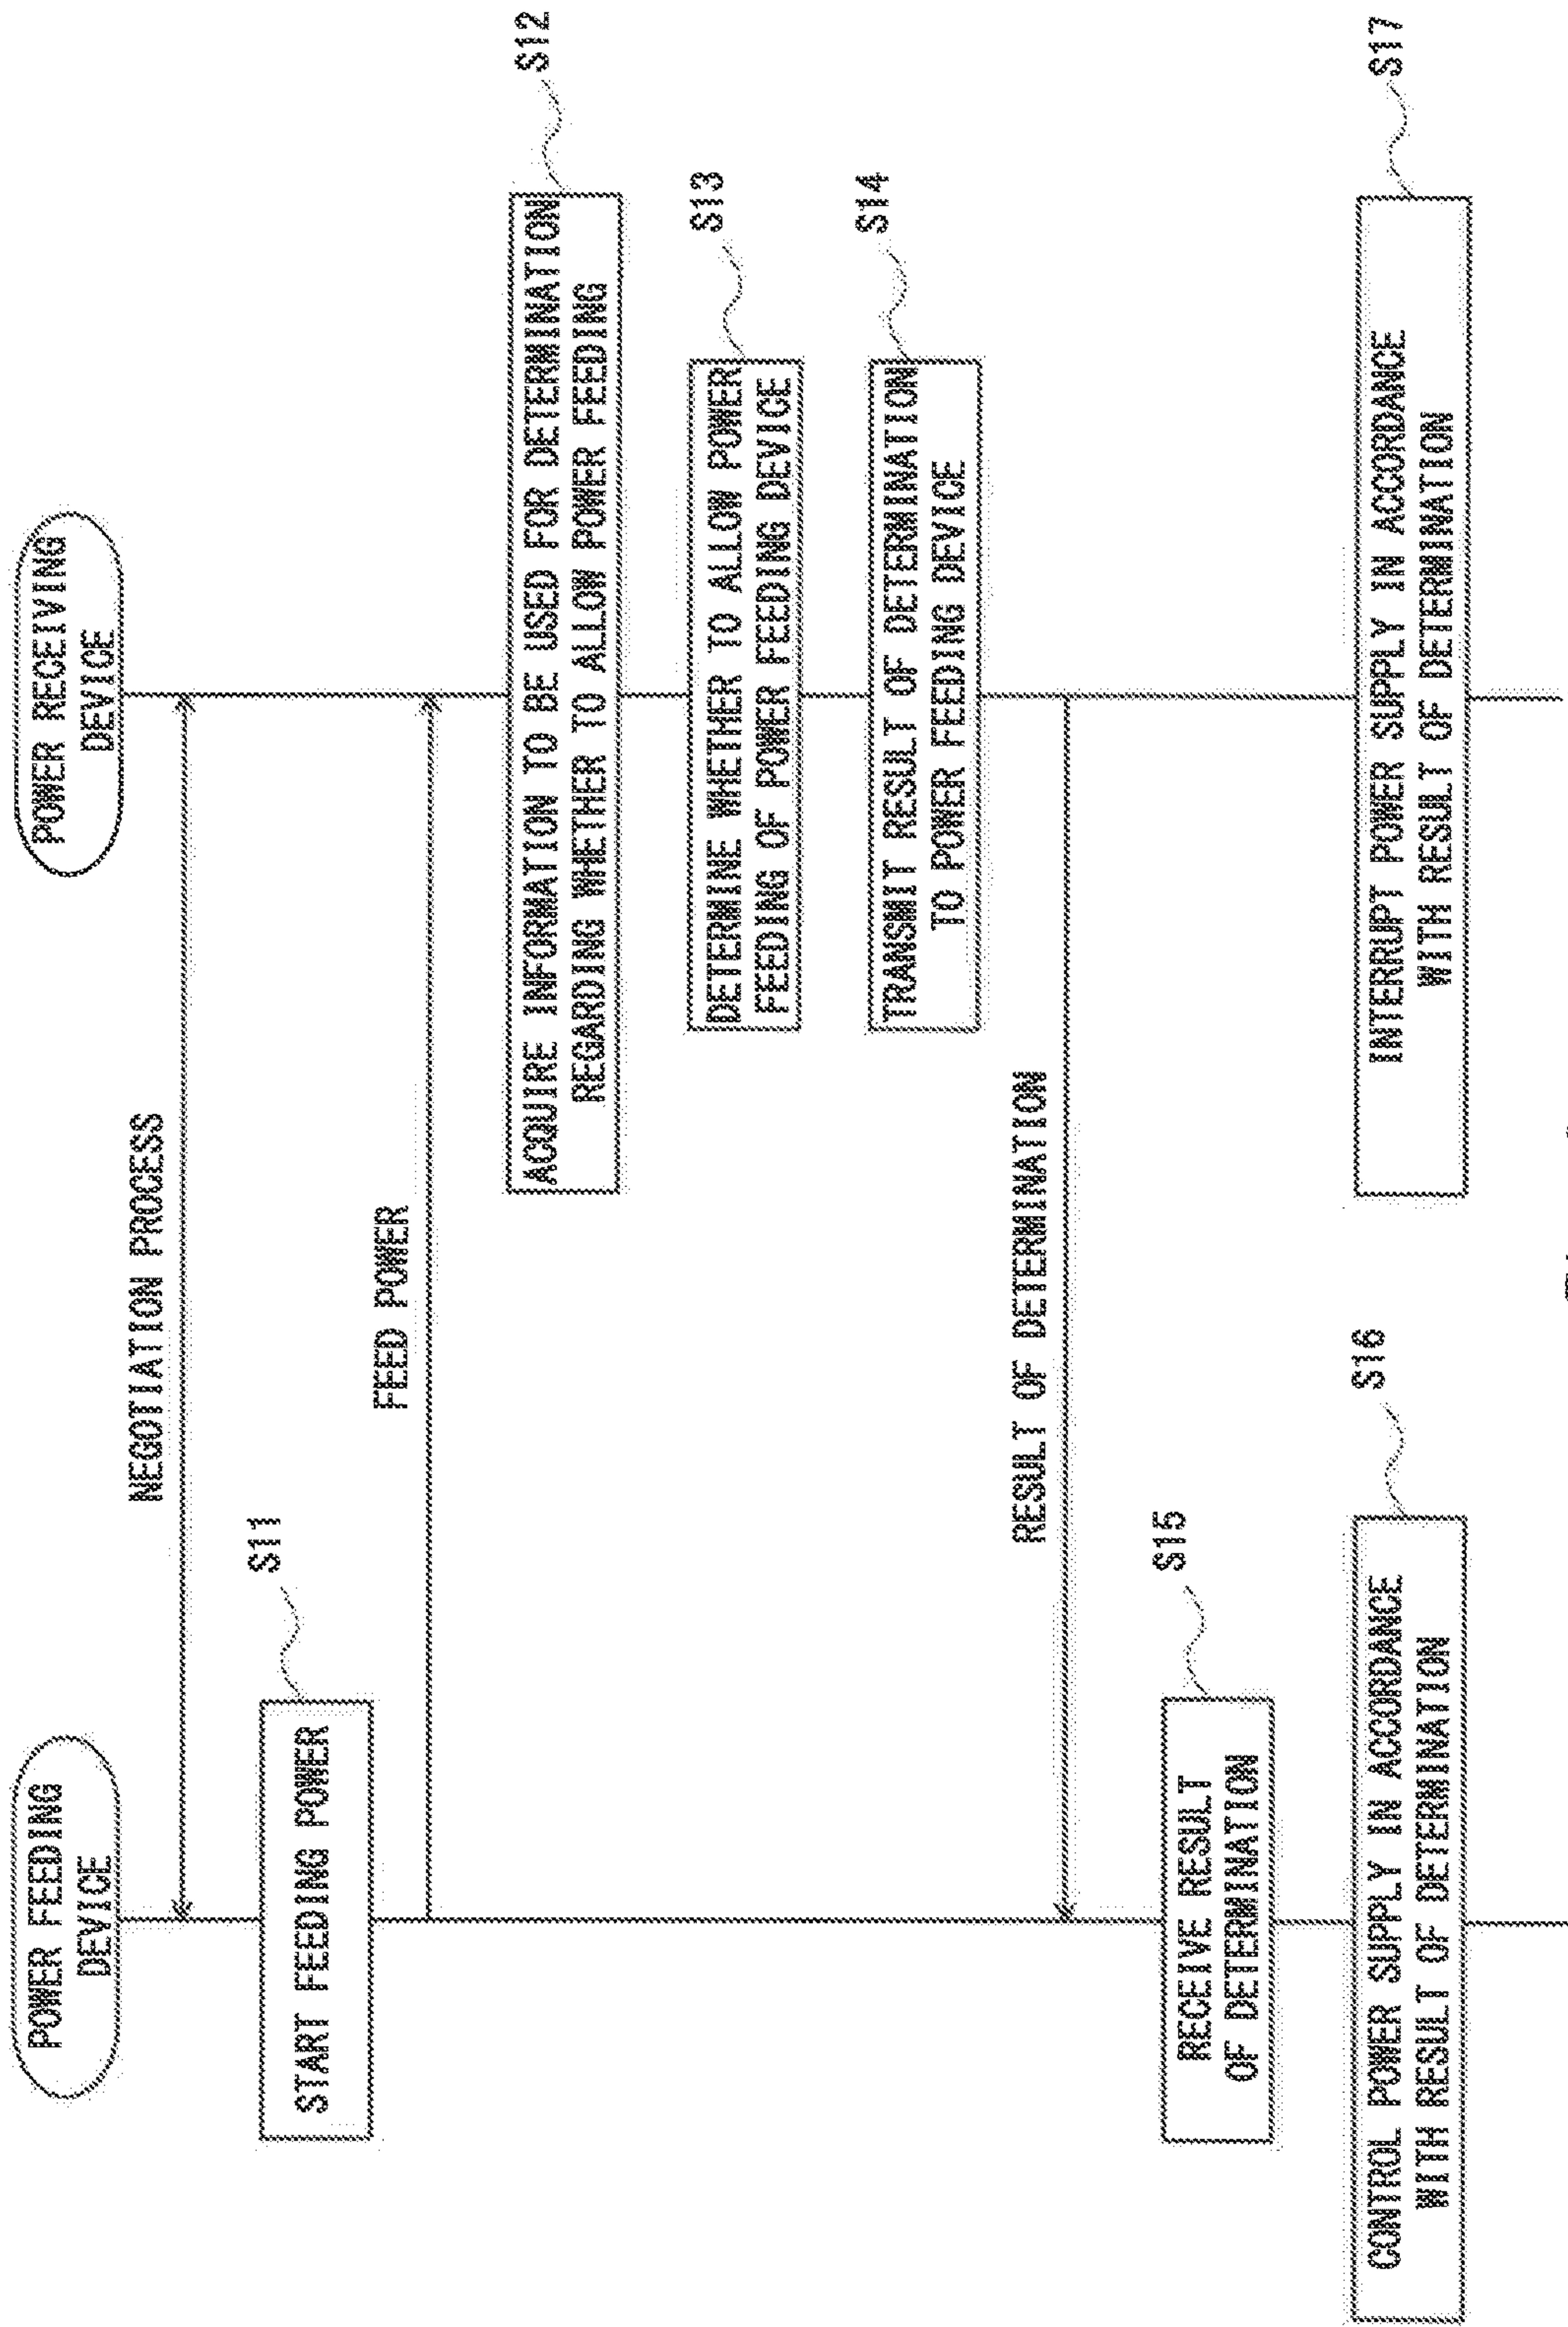 POWER FEEDING
DEVICE
POWER RECEIVING
DEVICE
NEGOTIATION PROCESS
S11
START FEEDING POWER
FEED POWER
S12
ACQUIRE INFORMATION TO BE USED FOR DETERMINATION
REGARDING WHETHER TO ALLOW POWER FEEDING
S13
DETERMINE WHETHER TO ALLOW POWER
FEEDING OF POWER FEEDING DEVICE
S14
TRANSMIT RESULT OF DETERMINATION
TO POWER FEEDING DEVICE
RESULT OF DETERMINATION
S15
RECEIVE RESULT
OF DETERMINATION
S16
CONTROL POWER SUPPLY IN ACCORDANCE
WITH RESULT OF DETERMINATION
S17
INTERRUPT POWER SUPPLY IN ACCORDANCE
WITH RESULT OF DETERMINATION